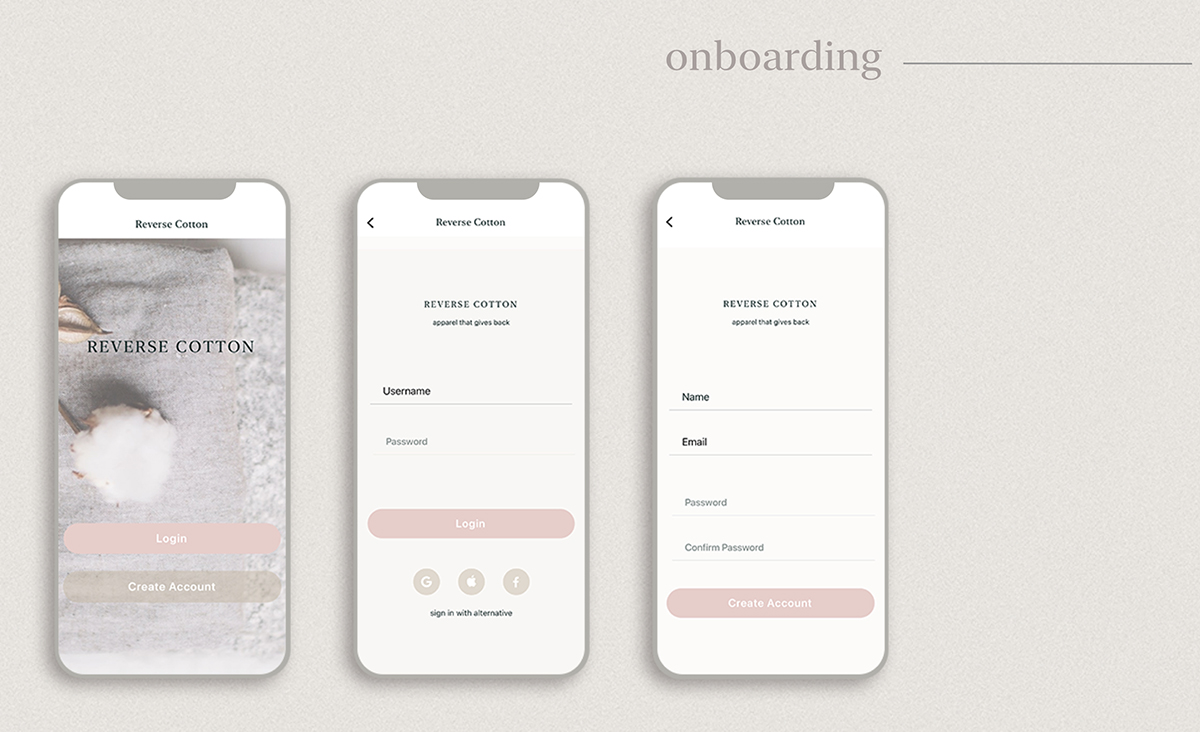 onboarding
Reverse Cotton
REVERSE COTTON
Login
Create Account
Reverse Cotton
REVERSE COTTON
apparel that gives back
Username
Password
Login
G f
sign in with alternative
Reverse Cotton
REVERSE COTTON
apparel that gives back
Name
Email
Password
Confirm Password
Create Account